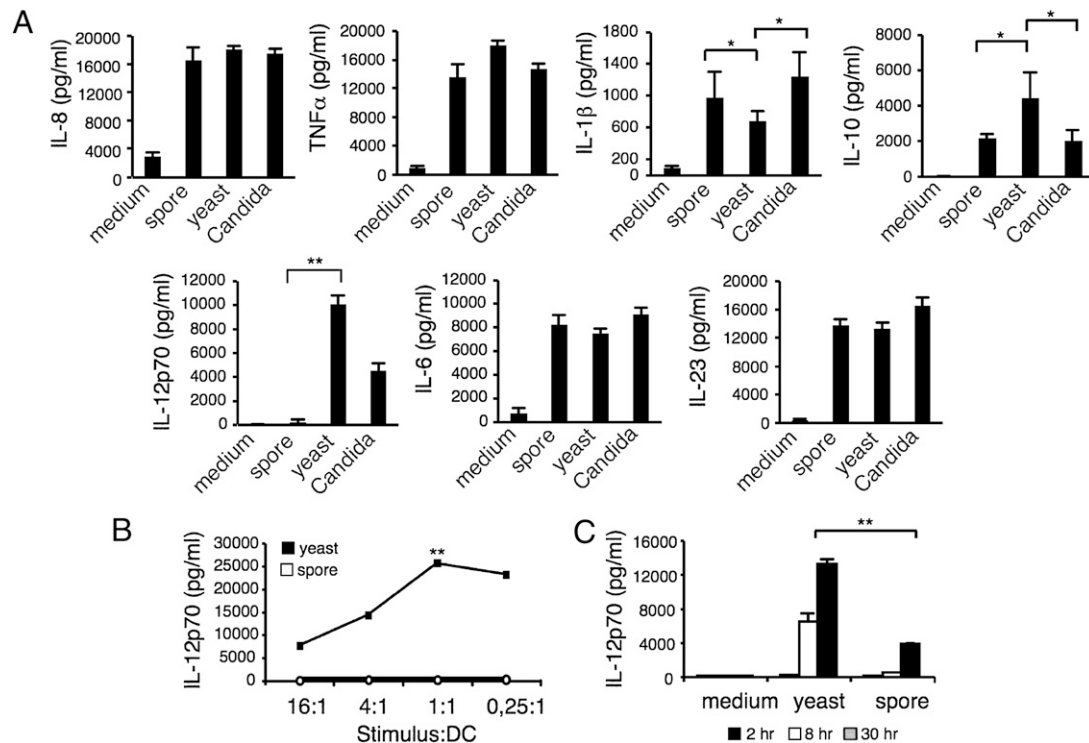 A
IL-8 (pg/ml)
20000
16000
12000
8000
4000
0
medium
spore
yeast
Candida
TNFα (pg/ml)
20000
16000
12000
8000
4000
0
medium
spore
yeast
Candida
IL-1β (pg/ml)
1800
1400
1000
600
200
0
* *
medium
spore
yeast
Candida
IL-10 (pg/ml)
8000
6000
4000
2000
0
* *
medium
spore
yeast
Candida
IL-12p70 (pg/ml)
12000
10000
8000
6000
4000
2000
0
**
medium
spore
yeast
Candida
IL-6 (pg/ml)
12000
10000
8000
6000
4000
2000
0
medium
spore
yeast
Candida
IL-23 (pg/ml)
20000
16000
12000
8000
4000
0
medium
spore
yeast
Candida
B
IL-12p70 (pg/ml)
30000
25000
20000
15000
10000
5000
0
yeast
spore
**
16:1 4:1 1:1 0,25:1
Stimulus:DC
C
IL-12p70 (pg/ml)
16000
12000
8000
4000
0
**
medium yeast spore
2 hr 8 hr 30 hr